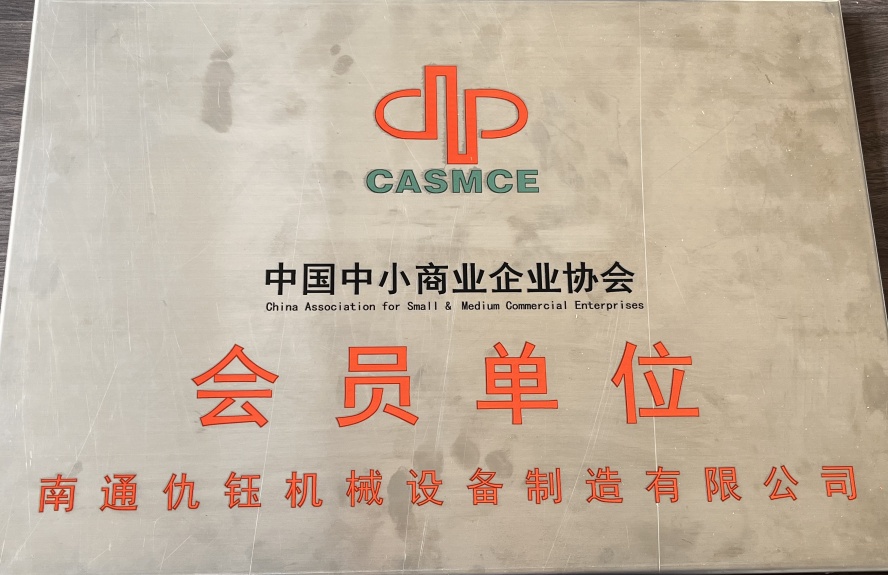 CASMCE
中国中小商业企业协会
China Association for Small & Medium Commercial Enterprises
会员单位
南通仇钰机械设备制造有限公司